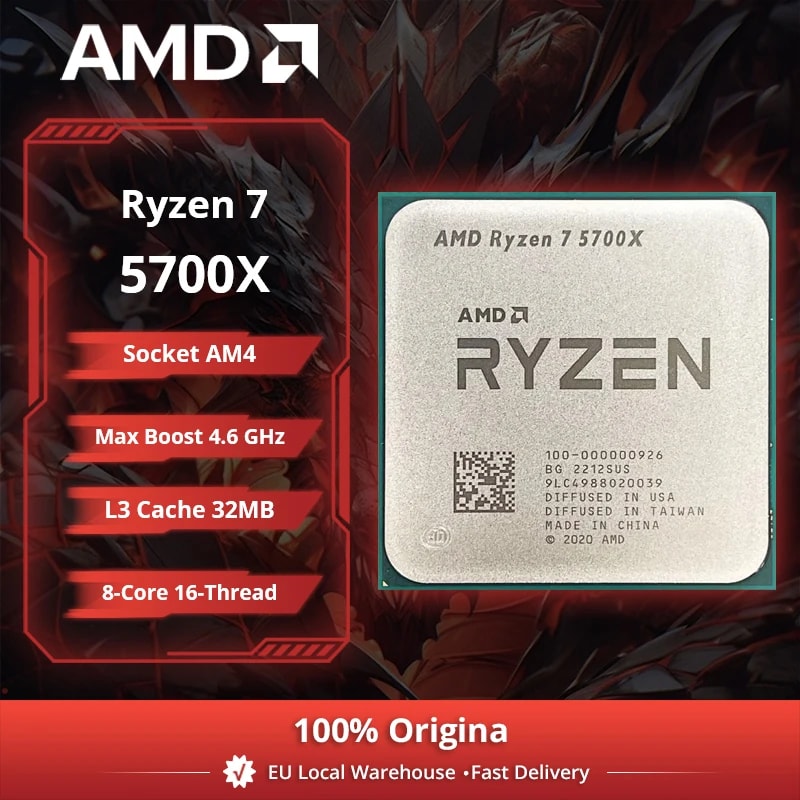 AMD
Ryzen 7
5700X
Socket AM4
Max Boost 4.6 GHz
L3 Cache 32MB
8-Core 16-Thread
AMD Ryzen 7 5700X
AMD
RYZEN
100-000000926
BG 2212SUS
9LC4988020039
DIFFUSED IN USA
DIFFUSED IN TAIWAN
MADE IN CHINA
© 2020 AMD
100% Origina
EU Local Warehouse •Fast Delivery